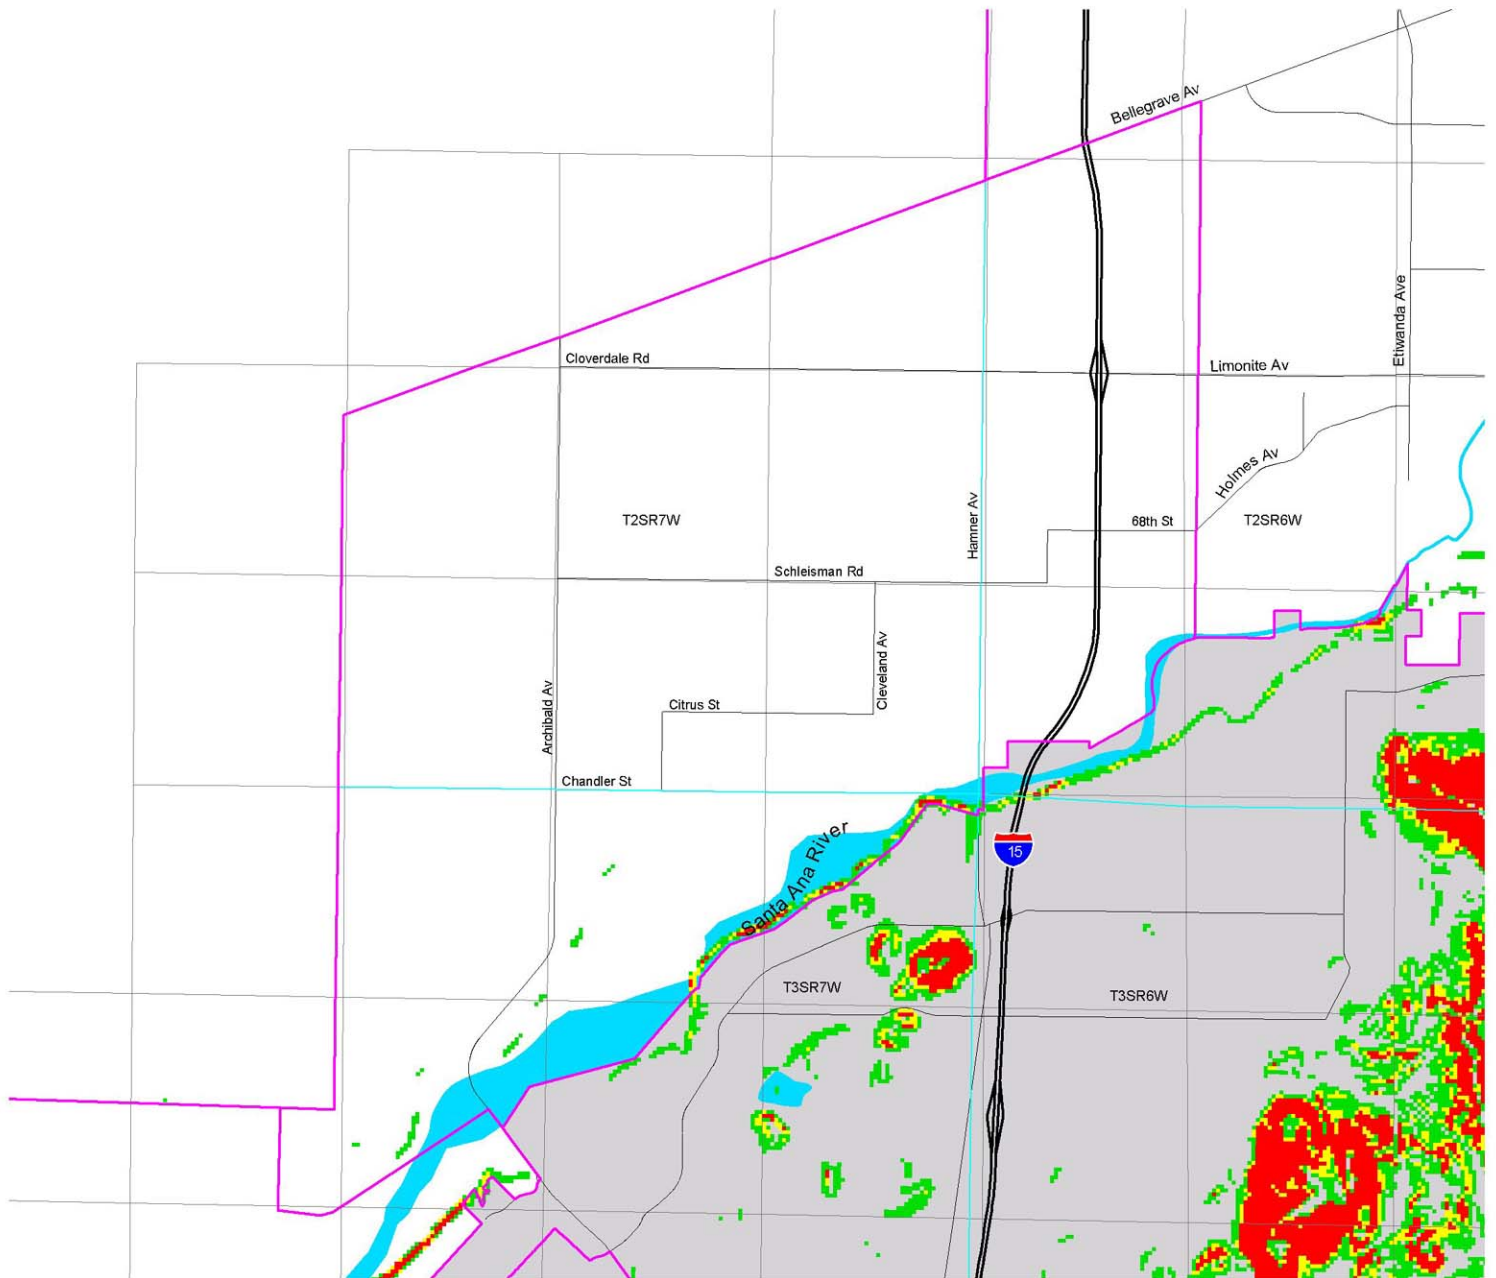 Bellegrave Av
Etiwanda Ave
Cloverdale Rd
Limonite Av
Holmes Av
Hamner Av
T2SR7W
68th St
T2SR6W
Schleisman Rd
Cleveland Av
Archibald Av
Citrus St
Chandler St
Santa Ana River
15
T3SR7W
T3SR6W